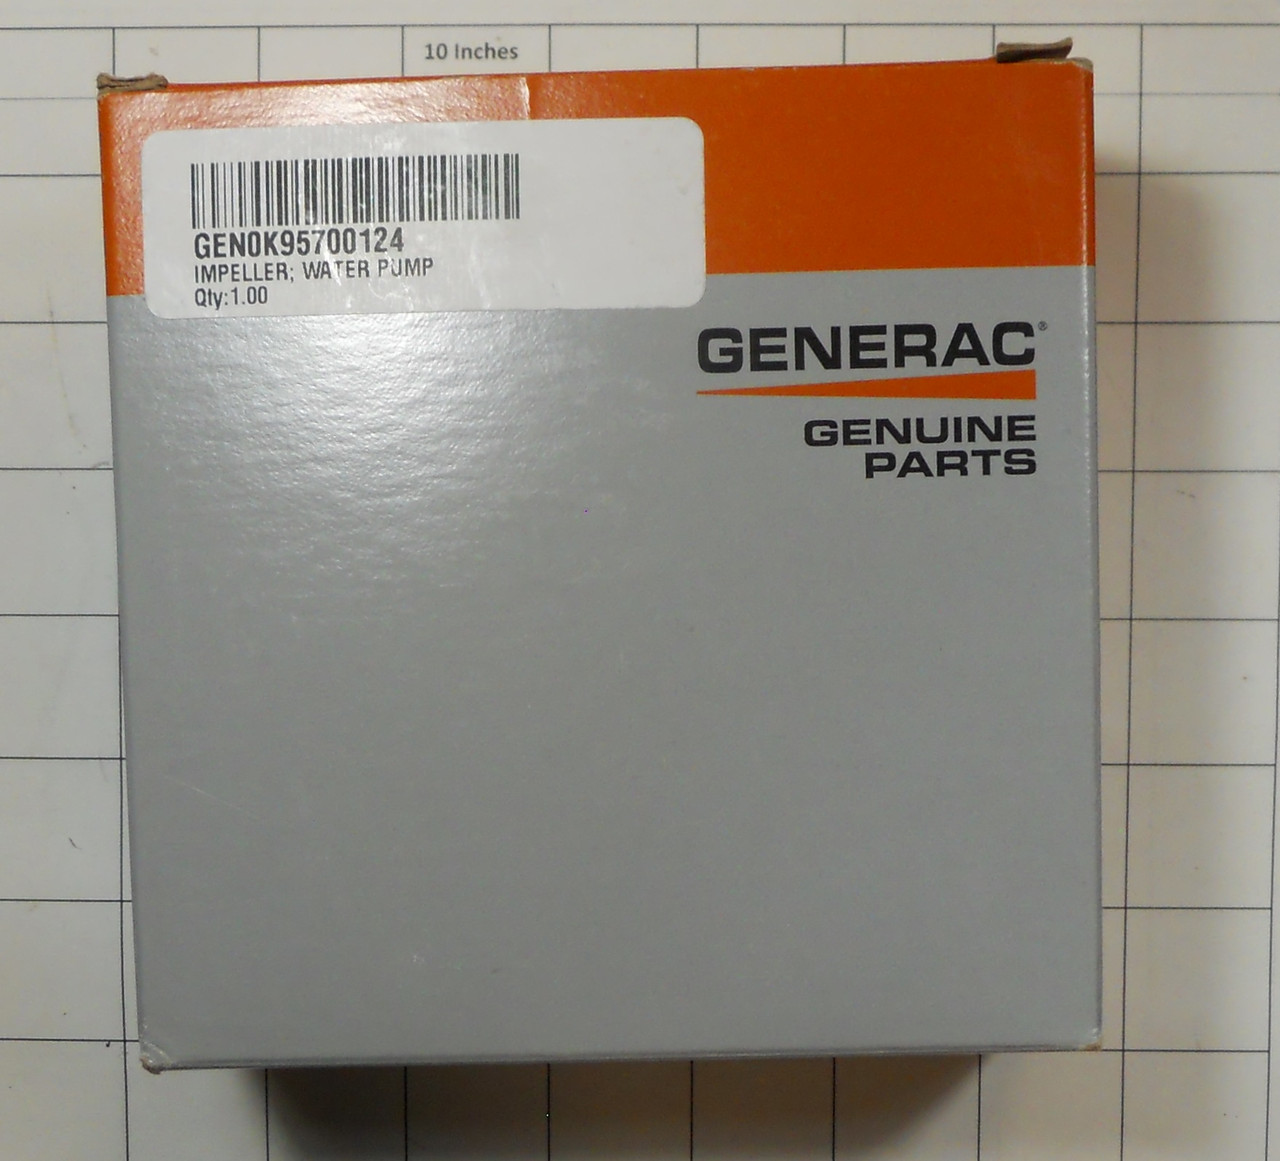 10 Inches
GEN0K95700124
IMPELLER; WATER PUMP
Qty:1.00
GENERAC®
GENUINE
PARTS